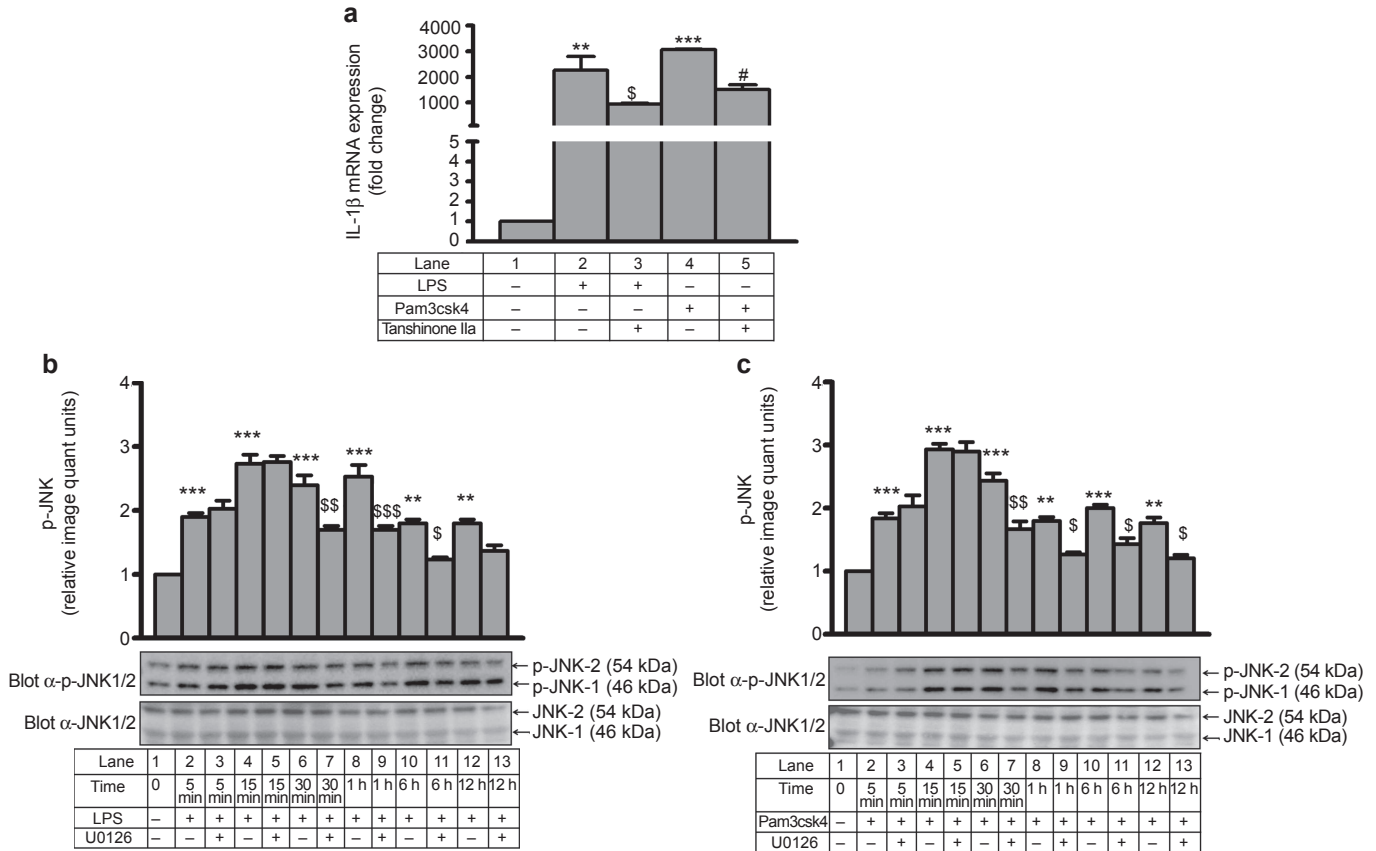 a
IL-1β mRNA expression
(fold change)
4000
3000
2000
1000
5
4
3
2
1
0
**
$
***
#
Lane 1 2 3 4 5
LPS – + + – –
Pam3csk4 – – – + +
Tanshinone IIa – – + – +
b
p-JNK
(relative image quant units)
4
3
2
1
0
*** *** *** $$ *** $$$ ** $ **
Blot α-p-JNK1/2
←p-JNK-2 (54 kDa)
←p-JNK-1 (46 kDa)
Blot α-JNK1/2
←JNK-2 (54 kDa)
←JNK-1 (46 kDa)
Lane 1 2 3 4 5 6 7 8 9 10 11 12 13
Time 0 5 min 5 min 15 min 15 min 30 min 30 min 1 h 1 h 6 h 6 h 12 h 12 h
LPS – + + + + + + + + + + + +
U0126 – – + – + – + – + – + – +
c
p-JNK
(relative image quant units)
4
3
2
1
0
*** *** *** $$ ** $ *** $ ** $
Blot α-p-JNK1/2
←p-JNK-2 (54 kDa)
←p-JNK-1 (46 kDa)
Blot α-JNK1/2
←JNK-2 (54 kDa)
←JNK-1 (46 kDa)
Lane 1 2 3 4 5 6 7 8 9 10 11 12 13
Time 0 5 min 5 min 15 min 15 min 30 min 30 min 1 h 1 h 6 h 6 h 12 h 12 h
Pam3csk4 – + + + + + + + + + + + +
U0126 – – + – + – + – + – + – +